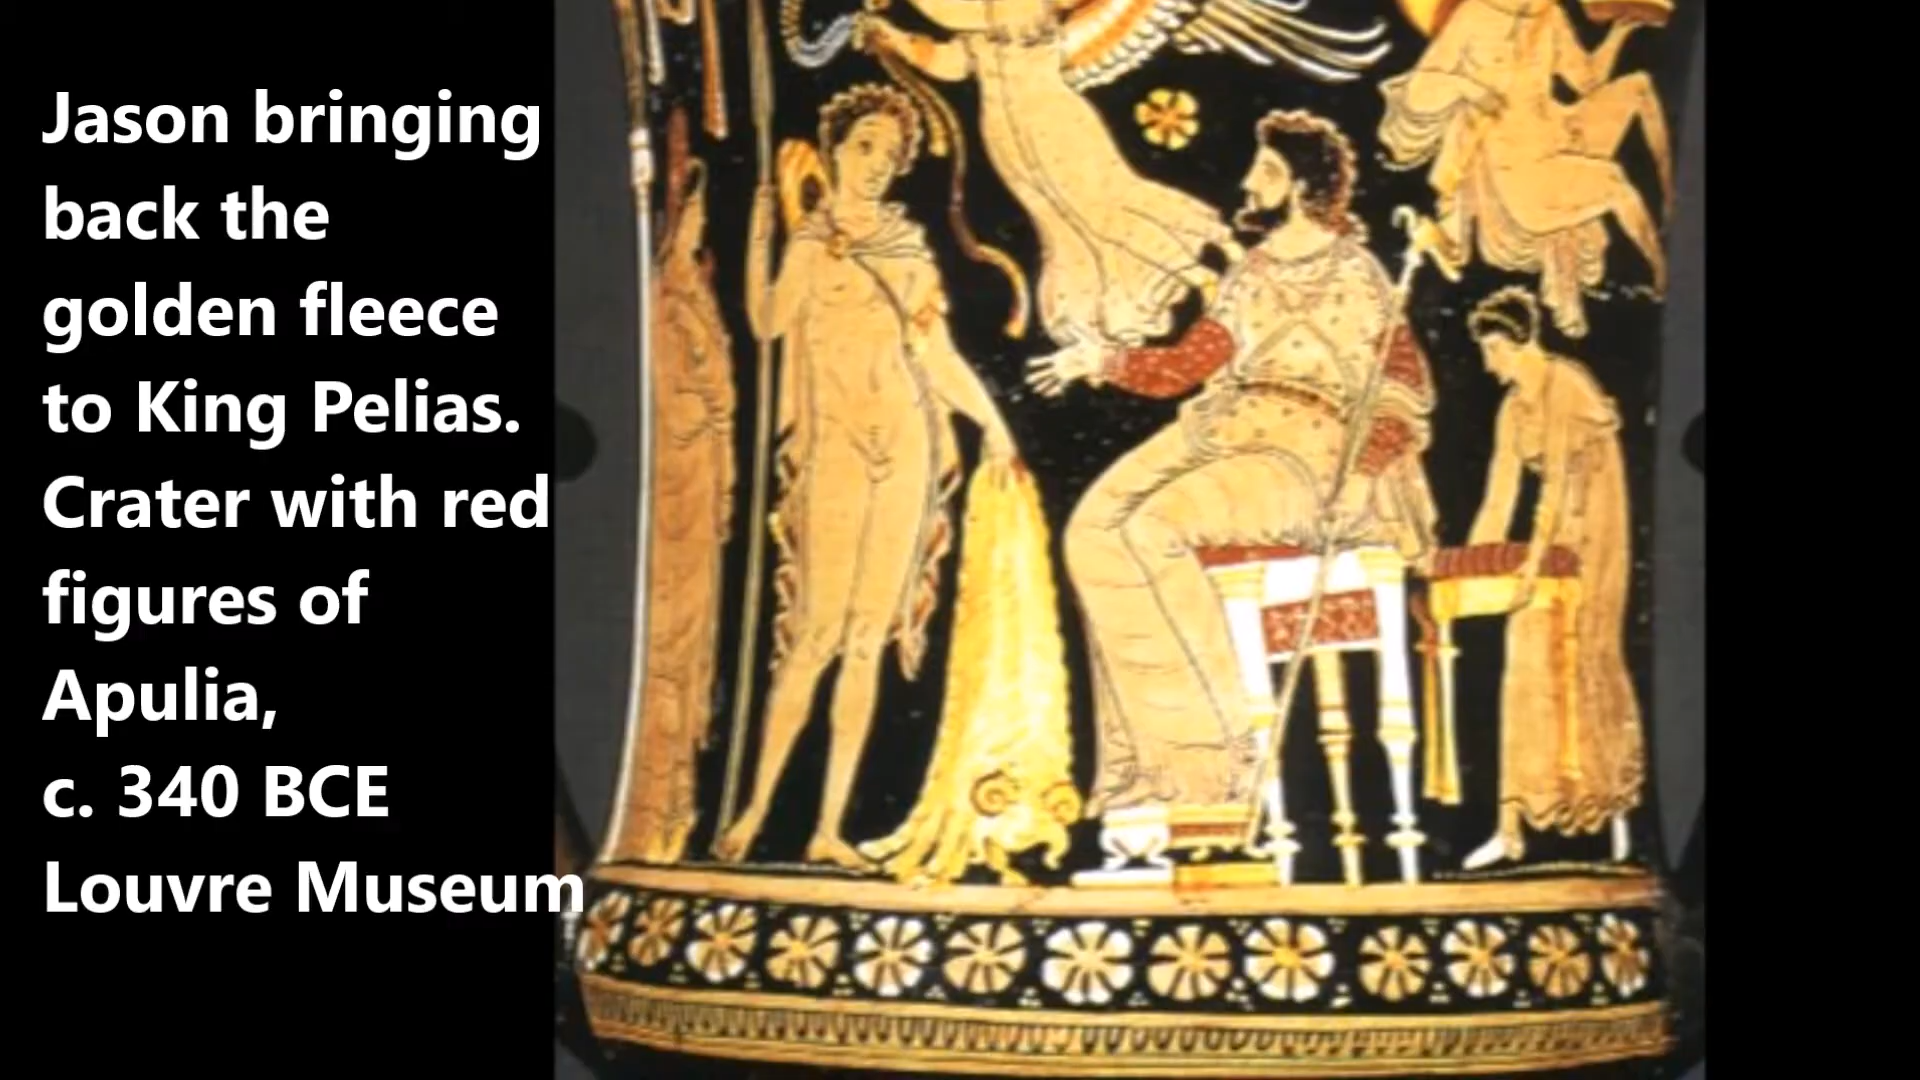 Jason bringing
back the
golden fleece
to King Pelias.
Crater with red
figures of
Apulia,
c. 340 BCE
Louvre Museum